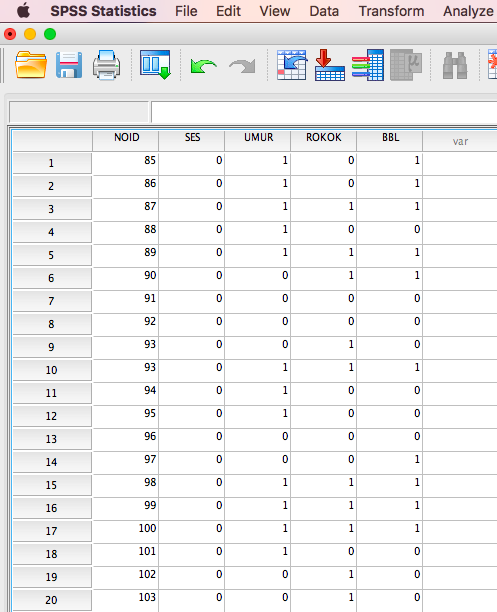 SPSS Statistics File Edit View Data Transform Analyze
NOID SES UMUR ROKOK BBL var
1 85 0 1 0 1
2 86 0 1 0 1
3 87 0 1 1 1
4 88 0 1 0 0
5 89 0 1 1 1
6 90 0 0 1 1
7 91 0 0 0 0
8 92 0 0 0 0
9 93 0 0 1 0
10 93 0 1 1 1
11 94 0 1 0 0
12 95 0 1 0 0
13 96 0 0 0 0
14 97 0 0 0 1
15 98 0 1 1 1
16 99 0 1 1 1
17 100 0 1 1 1
18 101 0 1 0 0
19 102 0 0 1 0
20 103 0 0 1 0